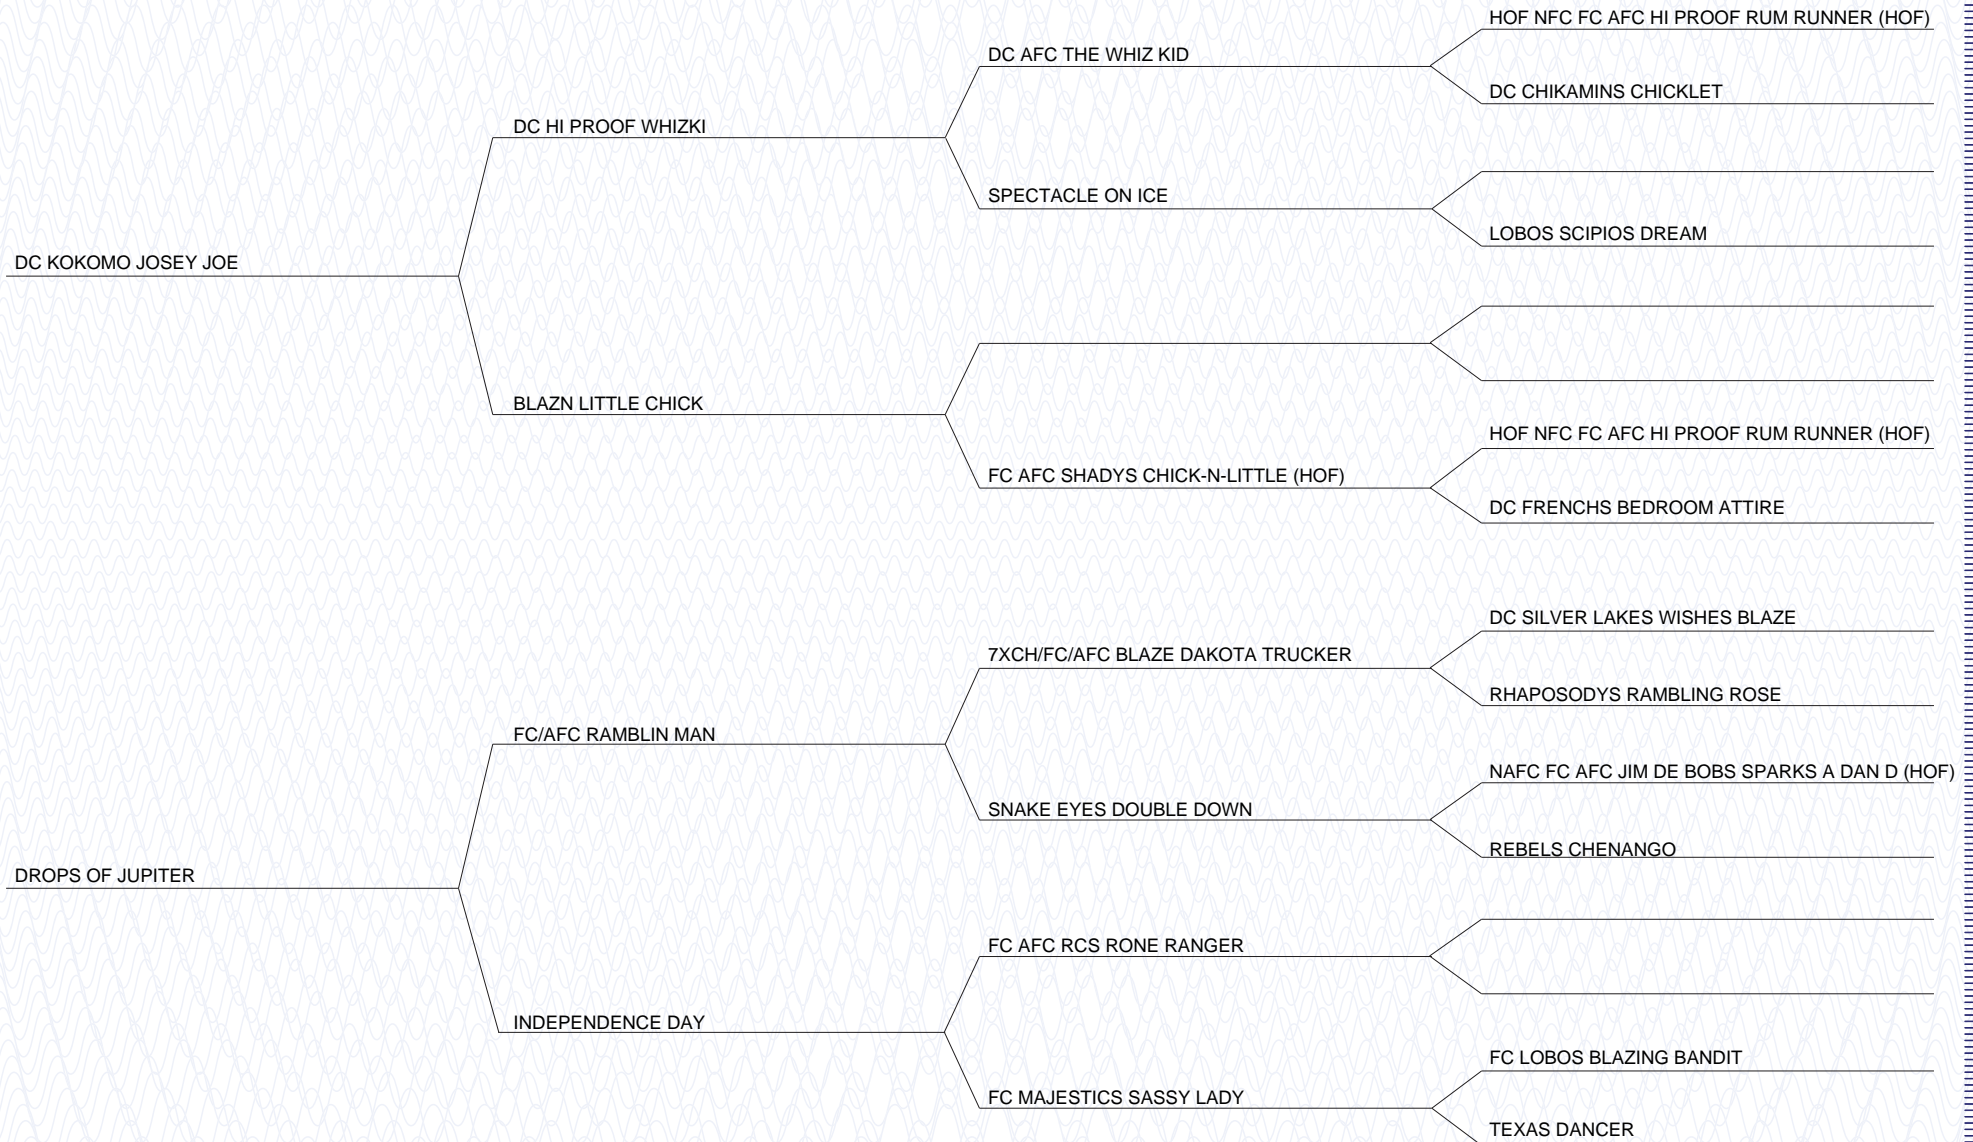 HOF NFC FC AFC HI PROOF RUM RUNNER (HOF)
DC AFC THE WHIZ KID
DC CHIKAMINS CHICKLET
DC HI PROOF WHIZKI
SPECTACLE ON ICE
LOBOS SCIPIOS DREAM
DC KOKOMO JOSEY JOE
BLAZN LITTLE CHICK
HOF NFC FC AFC HI PROOF RUM RUNNER (HOF)
FC AFC SHADYS CHICK-N-LITTLE (HOF)
DC FRENCHS BEDROOM ATTIRE
DC SILVER LAKES WISHES BLAZE
7XCH/FC/AFC BLAZE DAKOTA TRUCKER
RHAPOSODYS RAMBLING ROSE
FC/AFC RAMBLIN MAN
NAFC FC AFC JIM DE BOBS SPARKS A DAN D (HOF)
SNAKE EYES DOUBLE DOWN
REBELS CHENANGO
DROPS OF JUPITER
FC AFC RCS RONE RANGER
INDEPENDENCE DAY
FC LOBOS BLAZING BANDIT
FC MAJESTICS SASSY LADY
TEXAS DANCER